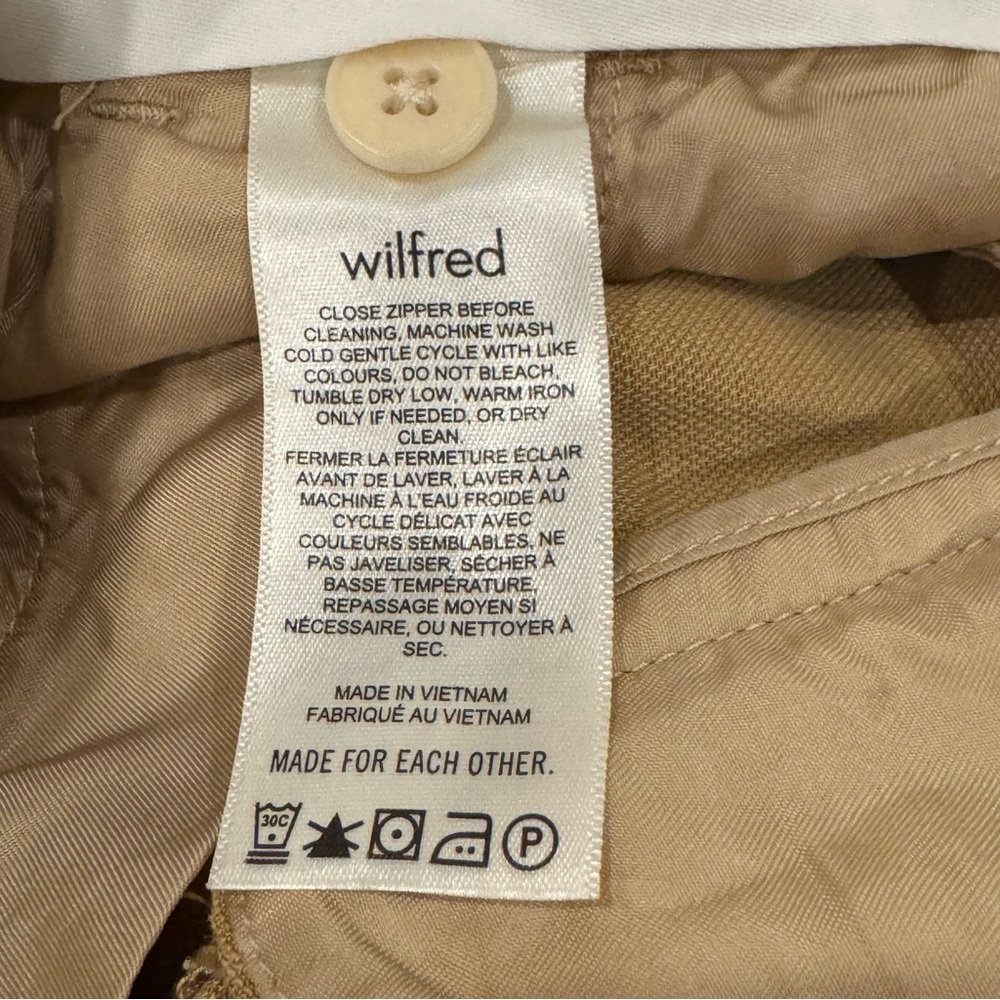 wilfred
CLOSE ZIPPER BEFORE
CLEANING, MACHINE WASH
COLD GENTLE CYCLE WITH LIKE
COLOURS, DO NOT BLEACH,
TUMBLE DRY LOW, WARM IRON
ONLY IF NEEDED, OR DRY
CLEAN.
FERMER LA FERMETURE ÉCLAIR
AVANT DE LAVER, LAVER À LA
MACHINE À L'EAU FROIDE AU
CYCLE DÉLICAT AVEC
COULEURS SEMBLABLES, NE
PAS JAVELISER, SÉCHER À
BASSE TEMPÉRATURE,
REPASSAGE MOYEN SI
NÉCESSAIRE, OU NETTOYER À
SEC.
MADE IN VIETNAM
FABRIQUÉ AU VIETNAM
MADE FOR EACH OTHER.
30C P